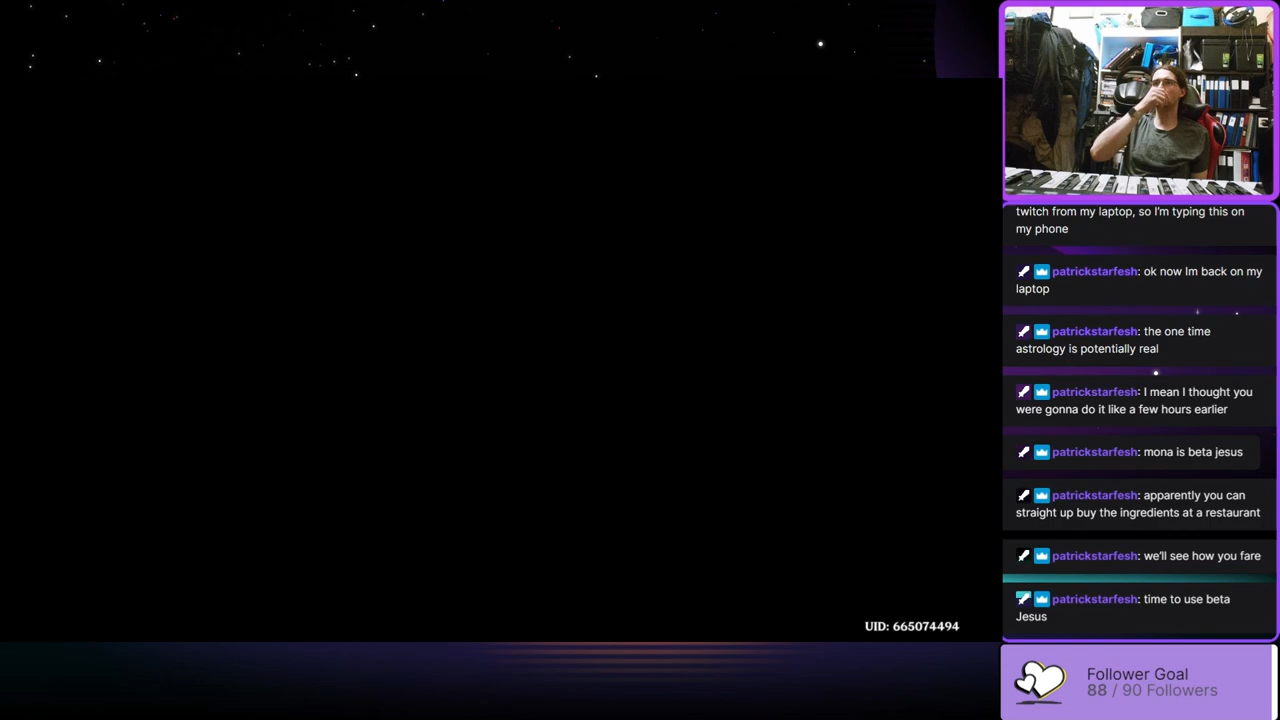 twitch from my laptop, so I'm typing this on
my phone
patrickstarfesh: ok now Im back on my
laptop
patrickstarfesh: the one time
astrology is potentially real
patrickstarfesh: I mean I thought you
were gonna do it like a few hours earlier
patrickstarfesh: mona is beta jesus
patrickstarfesh: apparently you can
straight up buy the ingredients at a restaurant
patrickstarfesh: we'll see how you fare
patrickstarfesh: time to use beta
Jesus
UID: 665074494
Follower Goal
88 / 90 Followers